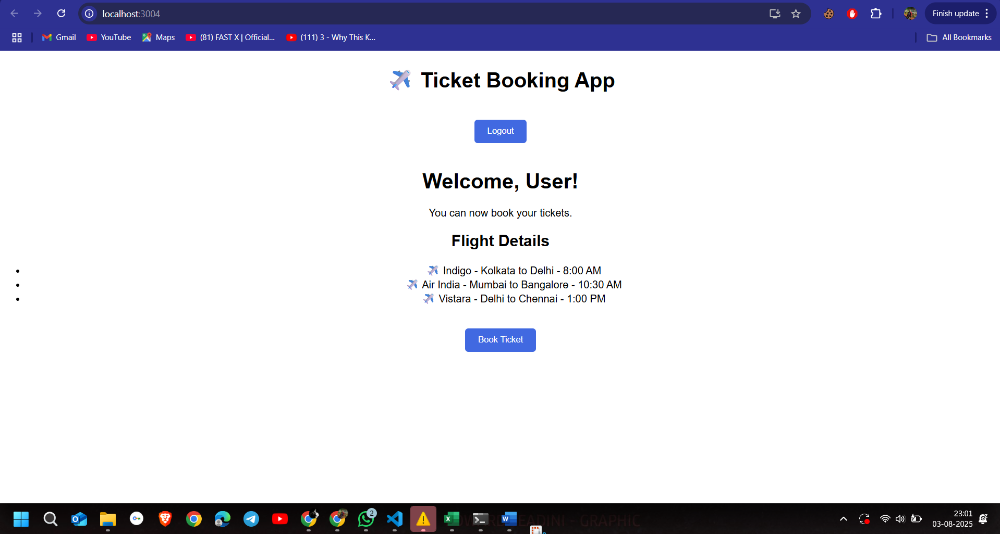 localhost:3004
Finish update
Gmail
YouTube
Maps
(81) FAST X | Official...
(111) 3 - Why This K...
All Bookmarks
Ticket Booking App
Logout
Welcome, User!
You can now book your tickets.
Flight Details
Indigo - Kolkata to Delhi - 8:00 AM
Air India - Mumbai to Bangalore - 10:30 AM
Vistara - Delhi to Chennai - 1:00 PM
Book Ticket
2
GRAPHIC
23:01
03-08-2025